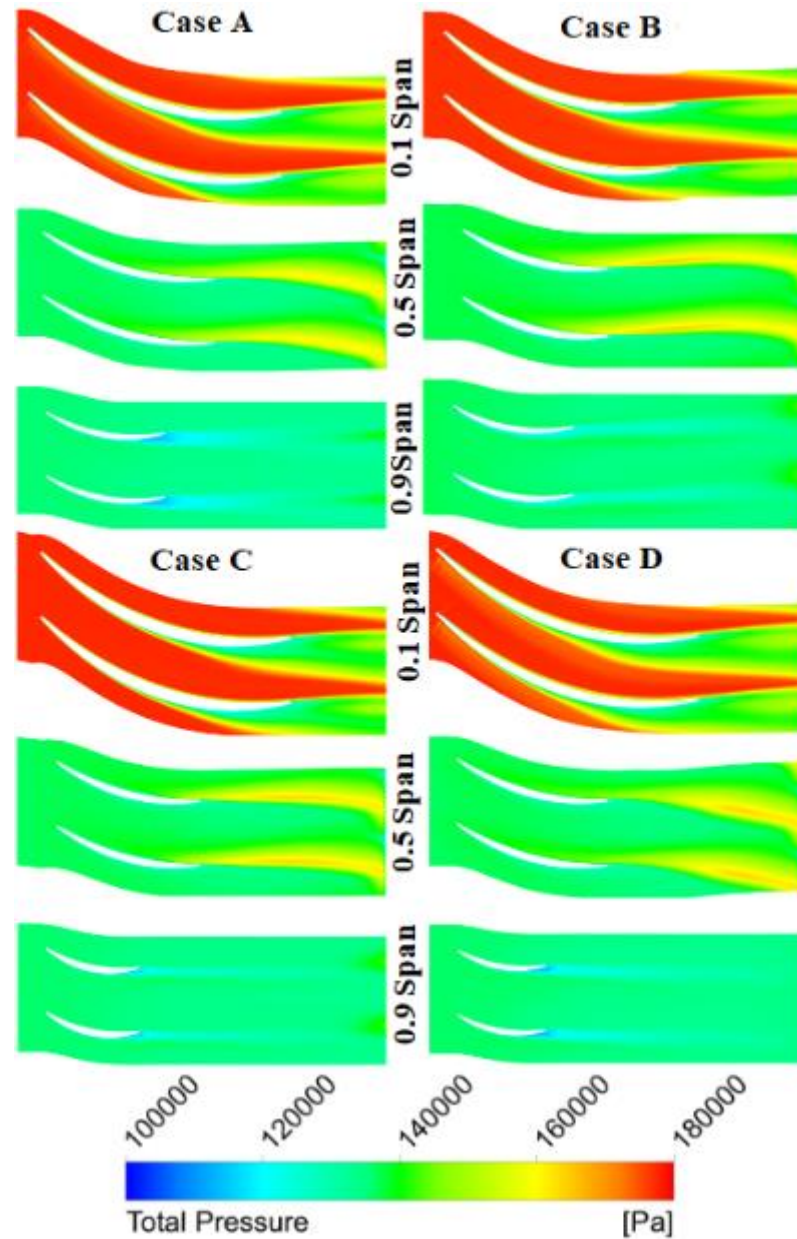 Case A
Case B
0.1 Span
0.5 Span
0.9Span
Case C
Case D
0.1 Span
0.5 Span
0.9 Span
100000
120000
140000
160000
180000
Total Pressure
[Pa]